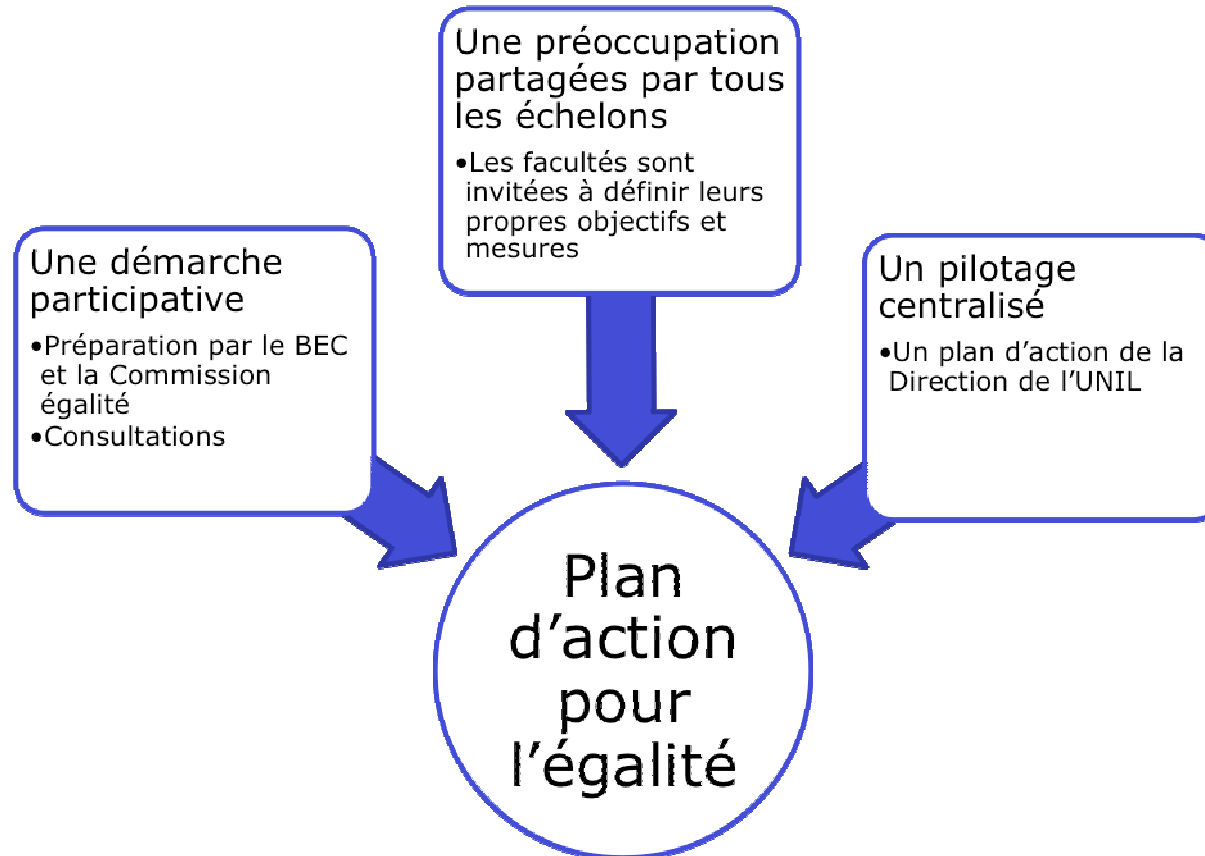 Une préoccupation
partagées par tous
les échelons
•Les facultés sont
invitées à définir leurs
propres objectifs et
mesures
Une démarche
participative
•Préparation par le BEC
et la Commission
égalité
•Consultations
Un pilotage
centralisé
•Un plan d’action de la
Direction de l’UNIL
Plan
d’action
pour
l’égalité